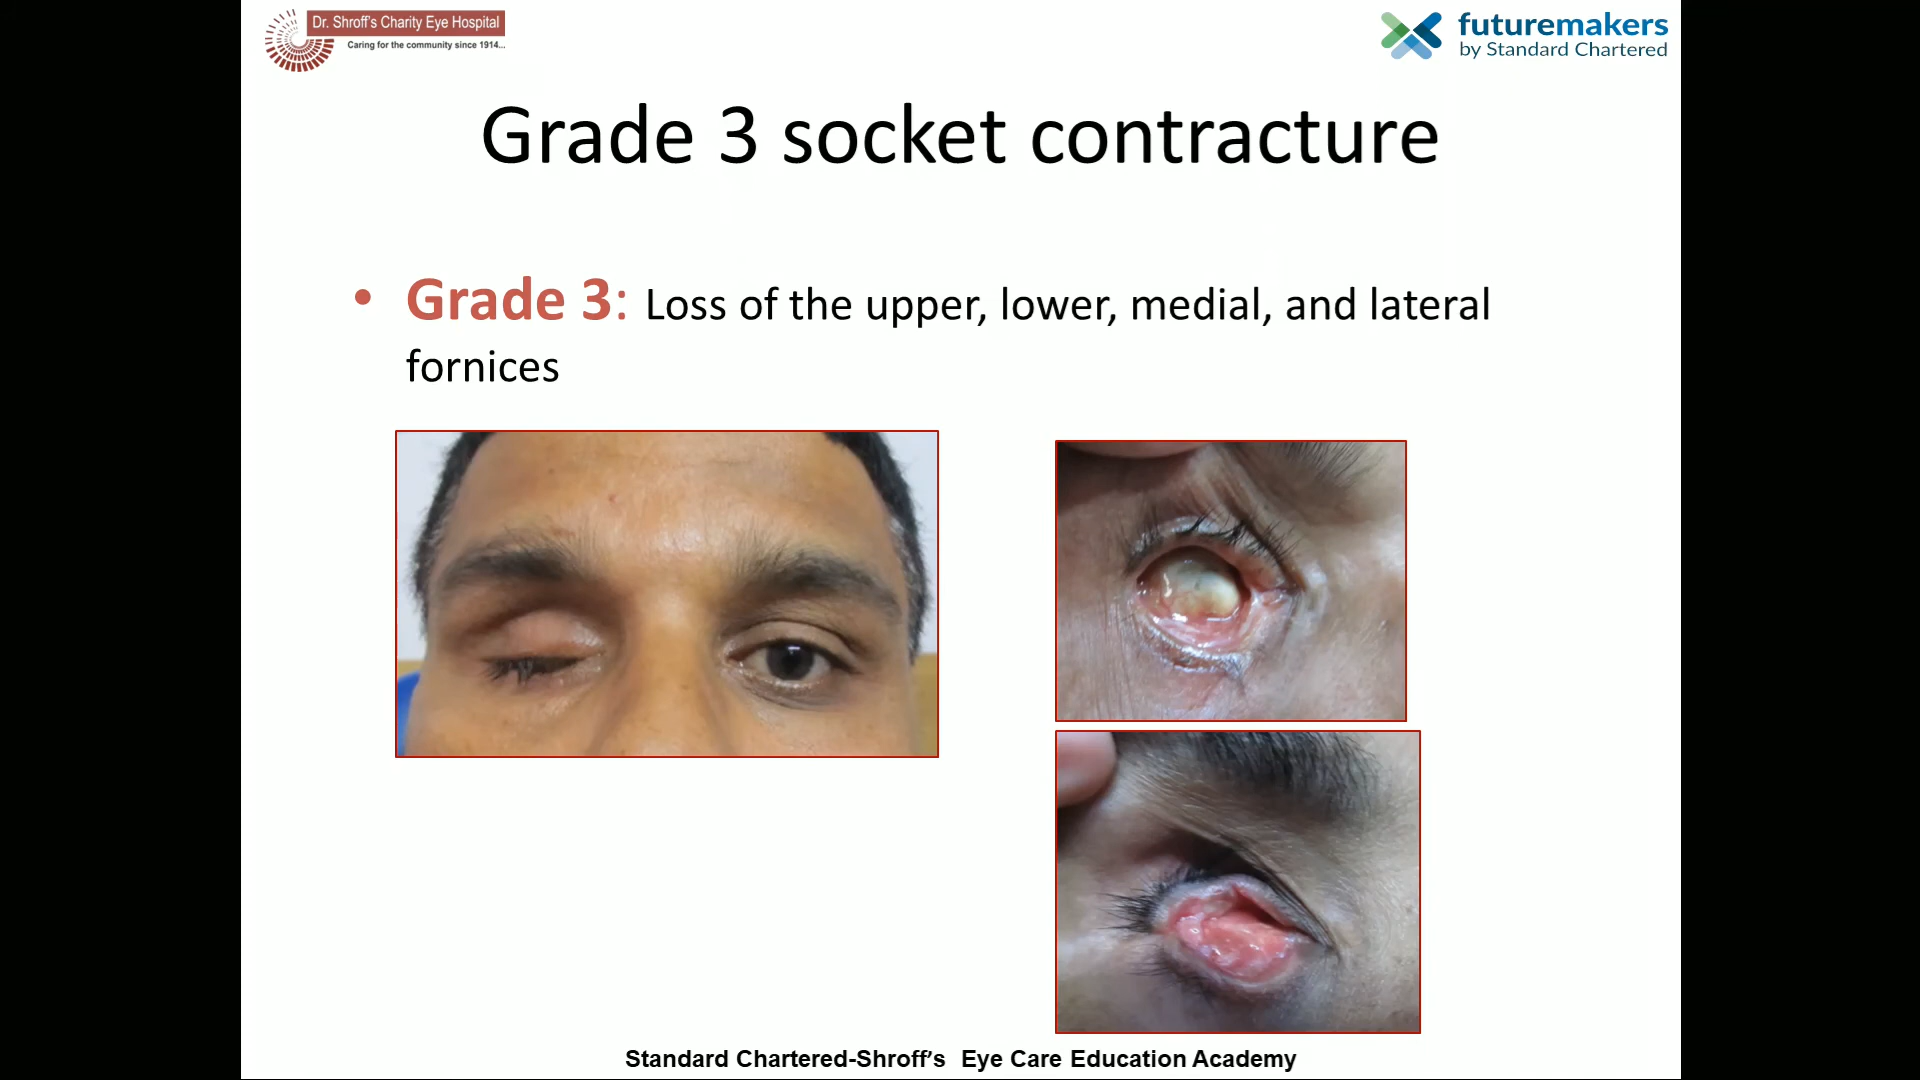 Dr. Shroff's Charity Eye Hospital
Caring for the community since 1914...
futuremakers
by Standard Chartered
Grade 3 socket contracture
• Grade 3: Loss of the upper, lower, medial, and lateral
fornices
Standard Chartered-Shroff's Eye Care Education Academy